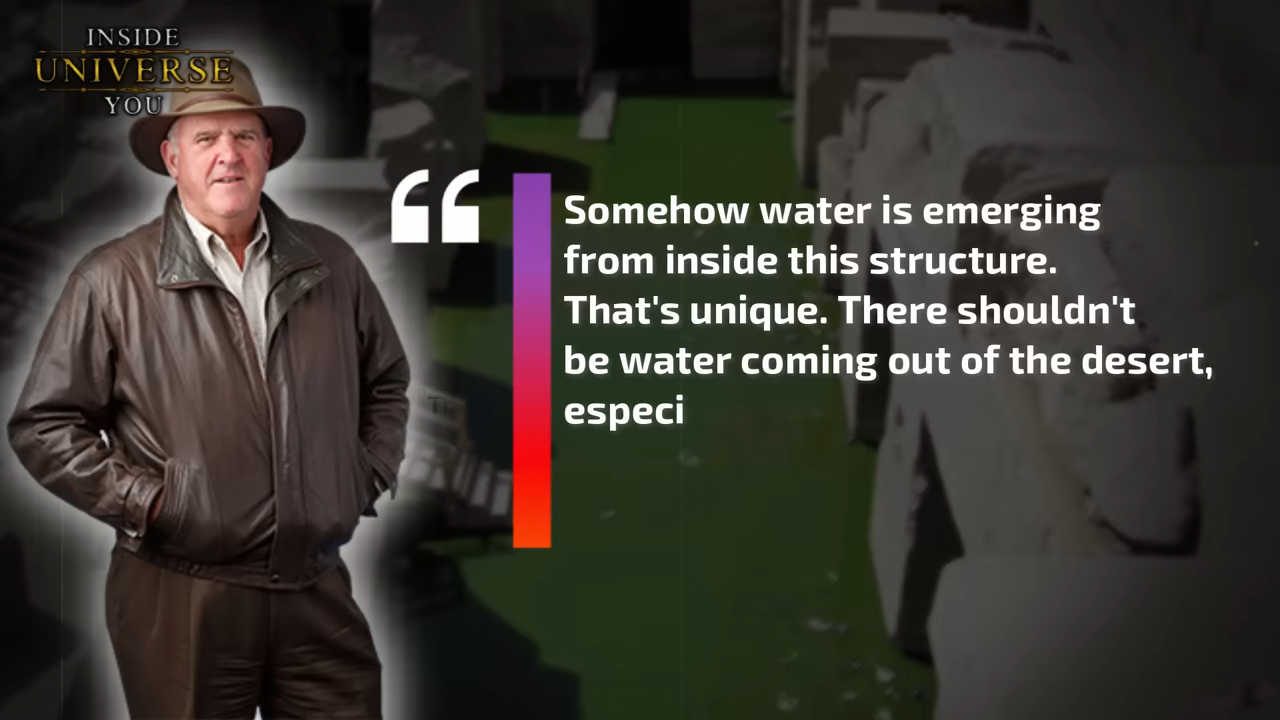 INSIDE
UNIVERSE
YOU
“
Somehow water is emerging
from inside this structure.
That's unique. There shouldn't
be water coming out of the desert,
especi